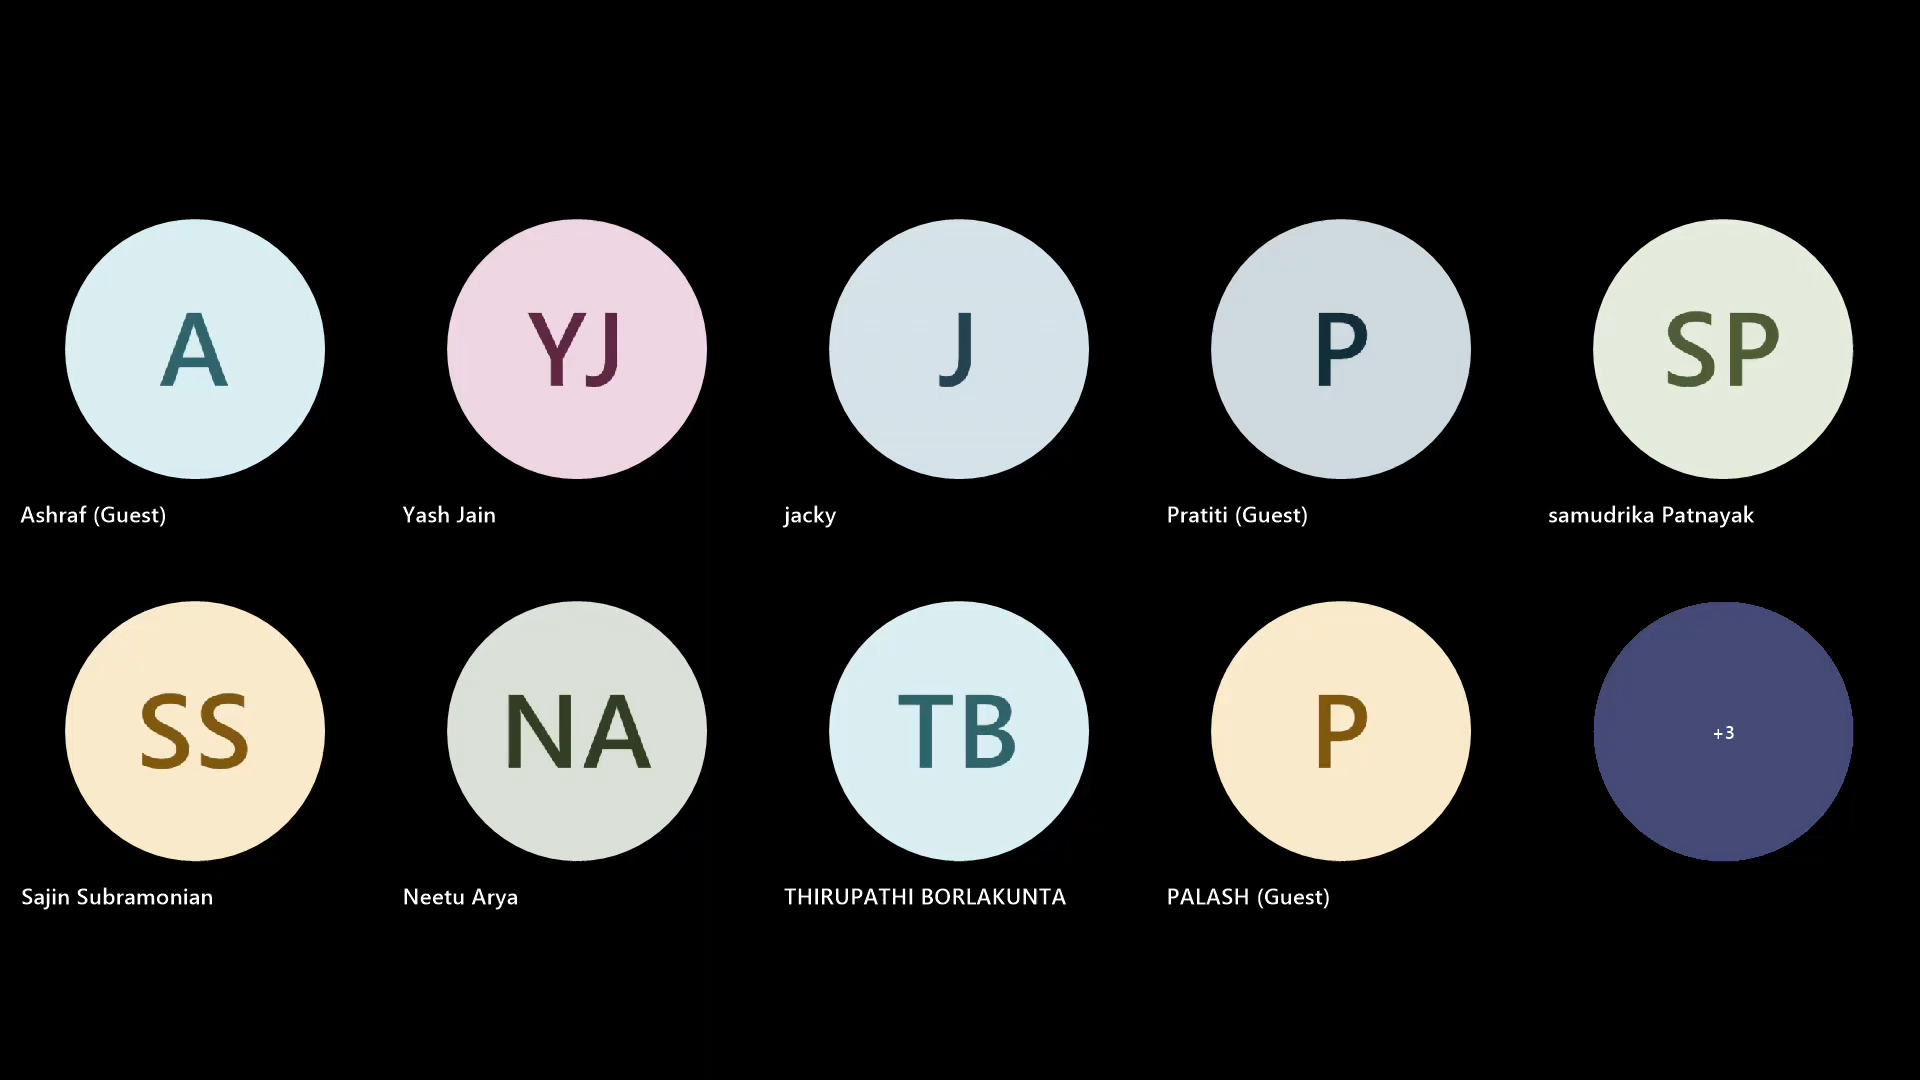 A
YJ
J
P
SP
Ashraf (Guest)
Yash Jain
jacky
Pratiti (Guest)
samudrika Patnayak
SS
NA
TB
P
+3
Sajin Subramonian
Neetu Arya
THIRUPATHI BORLAKUNTA
PALASH (Guest)